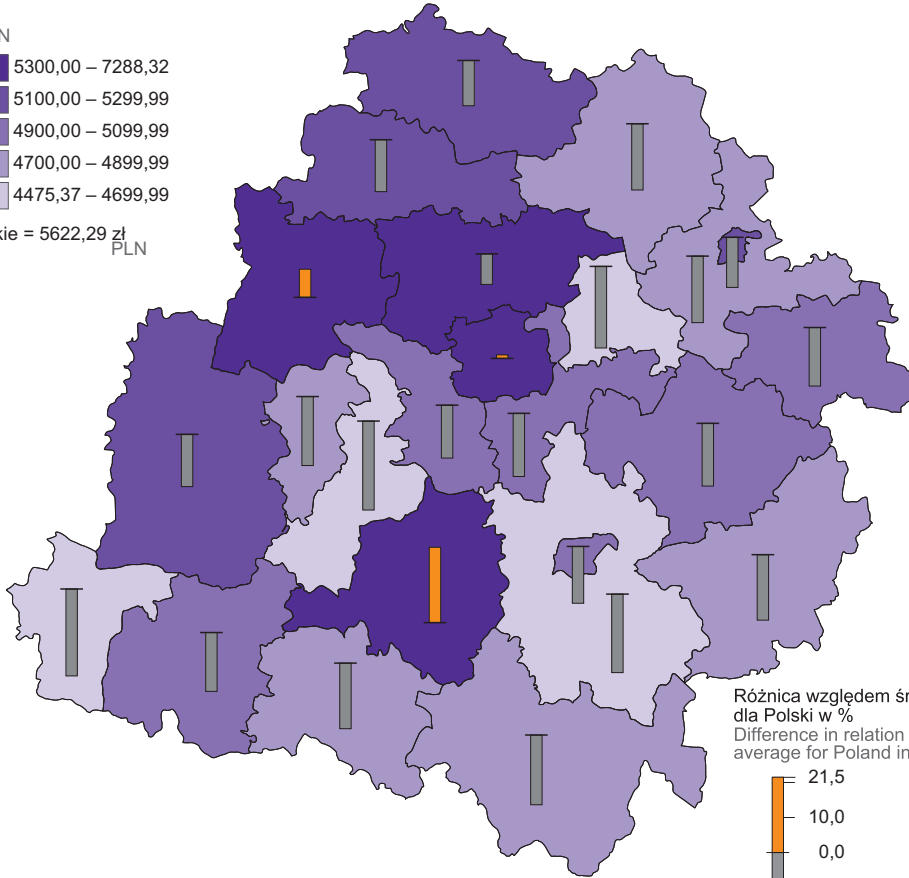 5300,00 – 7288,32
5100,00 – 5299,99
4900,00 – 5099,99
4700,00 – 4899,99
4475,37 – 4699,99
= 5622,29 zł
PLN
Różnica względem
dla Polski w %
Difference in relation
average for Poland in
21,5
10,0
0,0